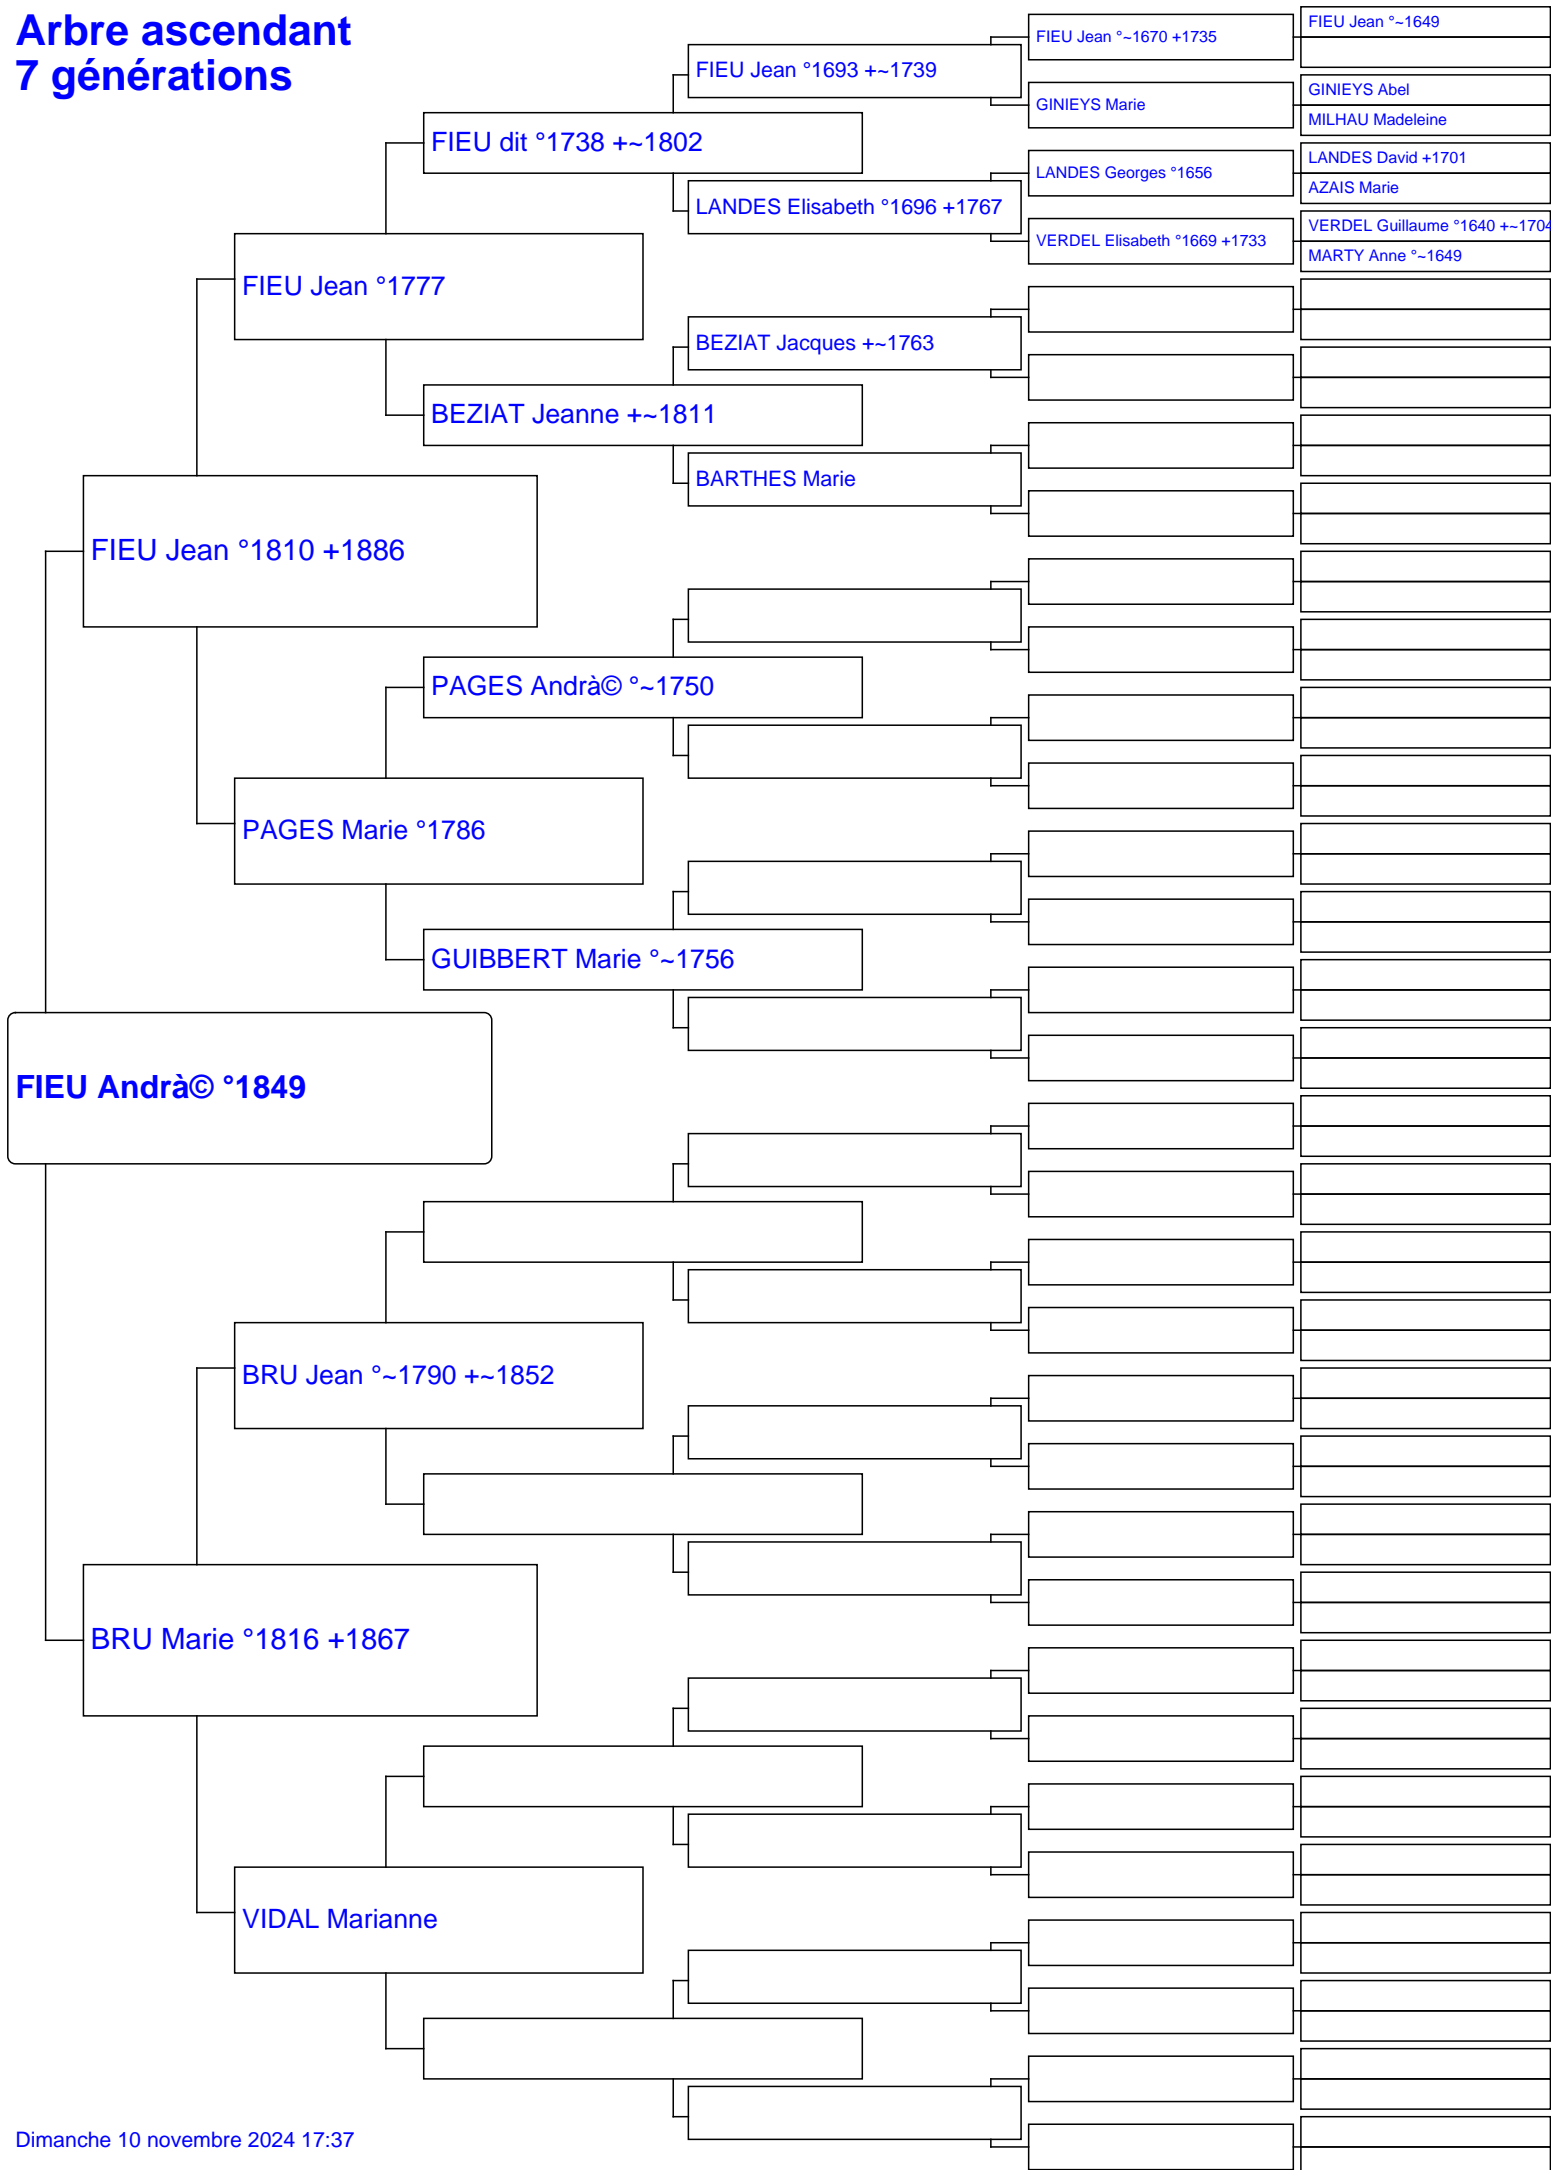 Arbre ascendant
7 générations
FIEU Jean °~1649
FIEU Jean °~1670 +1735
FIEU Jean °1693 +~1739
GINIEYS Abel
GINIEYS Marie
MILHAU Madeleine
FIEU dit °1738 +~1802
LANDES David +1701
LANDES Georges °1656
AZAIS Marie
LANDES Elisabeth °1696 +1767
VERDEL Guillaume °1640 +~1704
VERDEL Elisabeth °1669 +1733
MARTY Anne °~1649
FIEU Jean °1777
BEZIAT Jacques +~1763
BEZIAT Jeanne +~1811
BARTHES Marie
FIEU Jean °1810 +1886
PAGES Andrà© °~1750
PAGES Marie °1786
GUIBBERT Marie °~1756
FIEU Andrà© °1849
BRU Jean °~1790 +~1852
BRU Marie °1816 +1867
VIDAL Marianne
Dimanche 10 novembre 2024 17:37